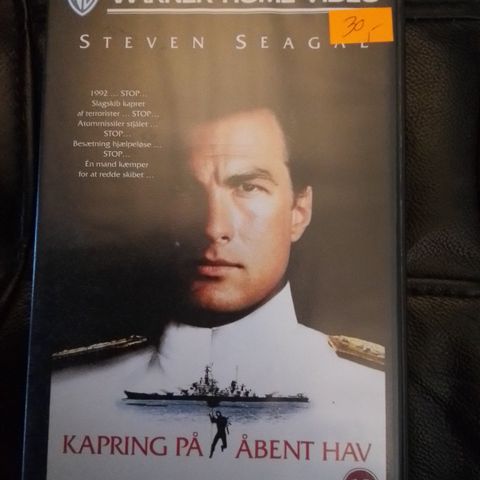 WARNER HOME VIDEO
30,-
STEVEN SEAGAL
1992 ... STOP...
Slagskib kapret
af terrorister ... STOP...
Atommissiler stjålet ...
STOP...
Besætning hjælpeløse ...
STOP...
Én mand kæmper
for at redde skibet ...
KAPRING PÅ ÅBENT HAV